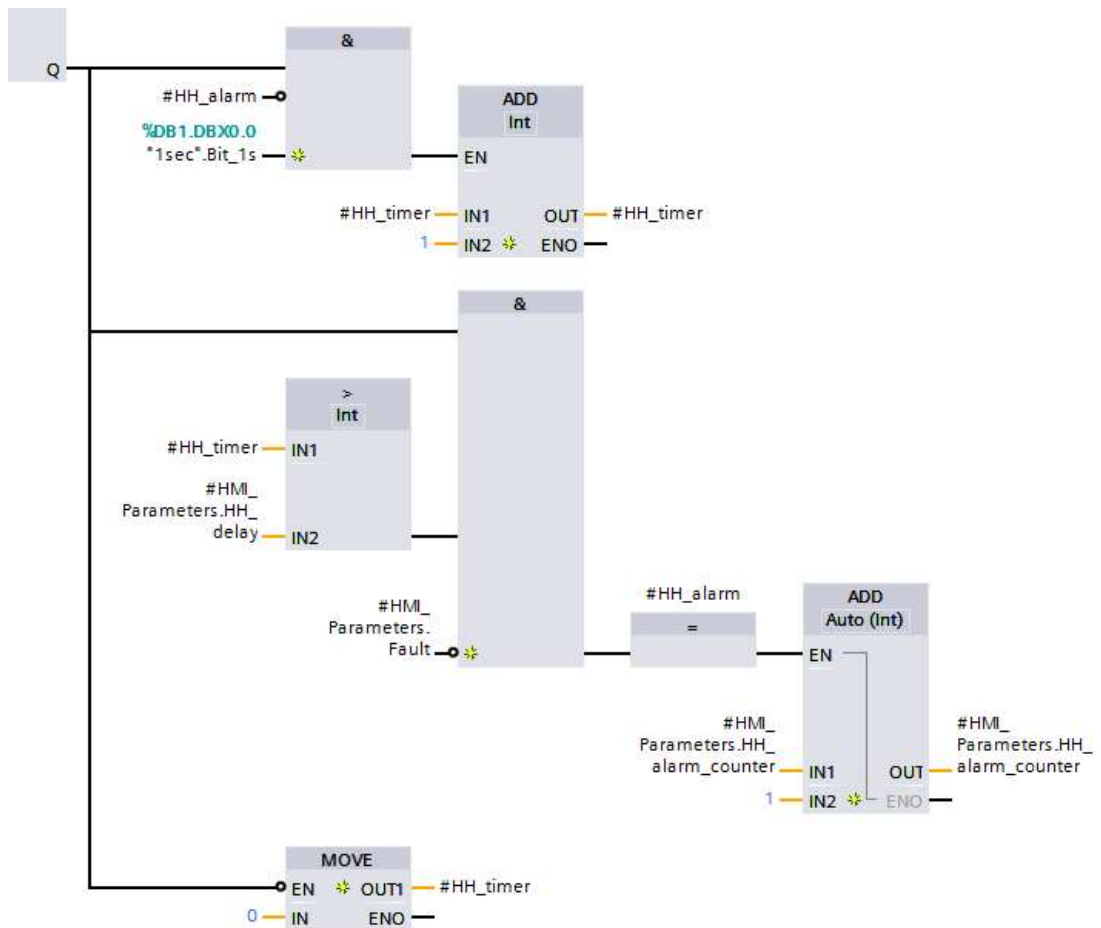 Q
&
#HH_alarm
%DB1.DBX0.0
"1sec".Bit_1s
ADD
Int
EN
#HH_timer
IN1
OUT
#HH_timer
1
IN2
ENO
&
>
Int
#HH_timer
IN1
#HMI_
Parameters.HH_
delay
IN2
#HMI_
Parameters.
Fault
#HH_alarm
=
ADD
Auto (Int)
EN
#HMI_
Parameters.HH_
alarm_counter
IN1
OUT
#HMI_
Parameters.HH_
alarm_counter
1
IN2
ENO
MOVE
EN
OUT1
#HH_timer
0
IN
ENO